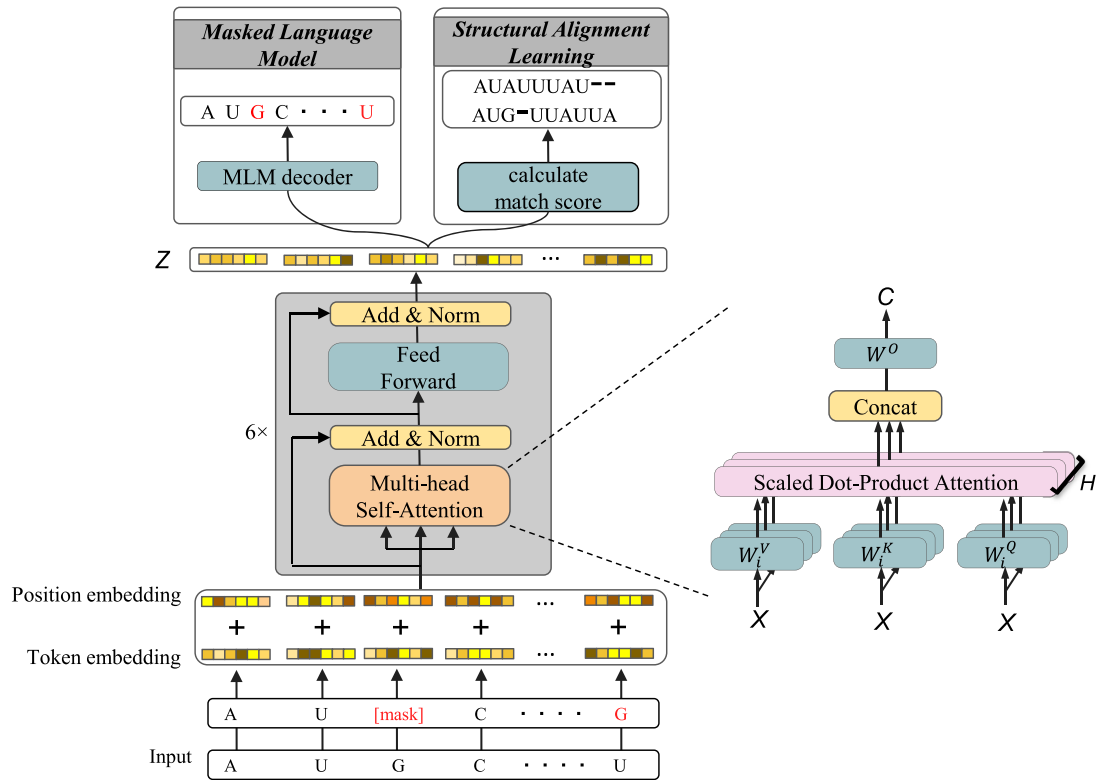 Masked Language
Model
A U G C · · · U
MLM decoder
Structural Alignment
Learning
AUAUUUAU--
AUG-UUAUUA
calculate
match score
Z
...
Add & Norm
Feed
Forward
Add & Norm
Multi-head
Self-Attention
6×
Position embedding
...
+ + + + +
Token embedding
...
A U [mask] C · · · · G
Input
A U G C · · · · U
C
W^O
Concat
Scaled Dot-Product Attention
H
W_i^V W_i^K W_i^Q
X X X